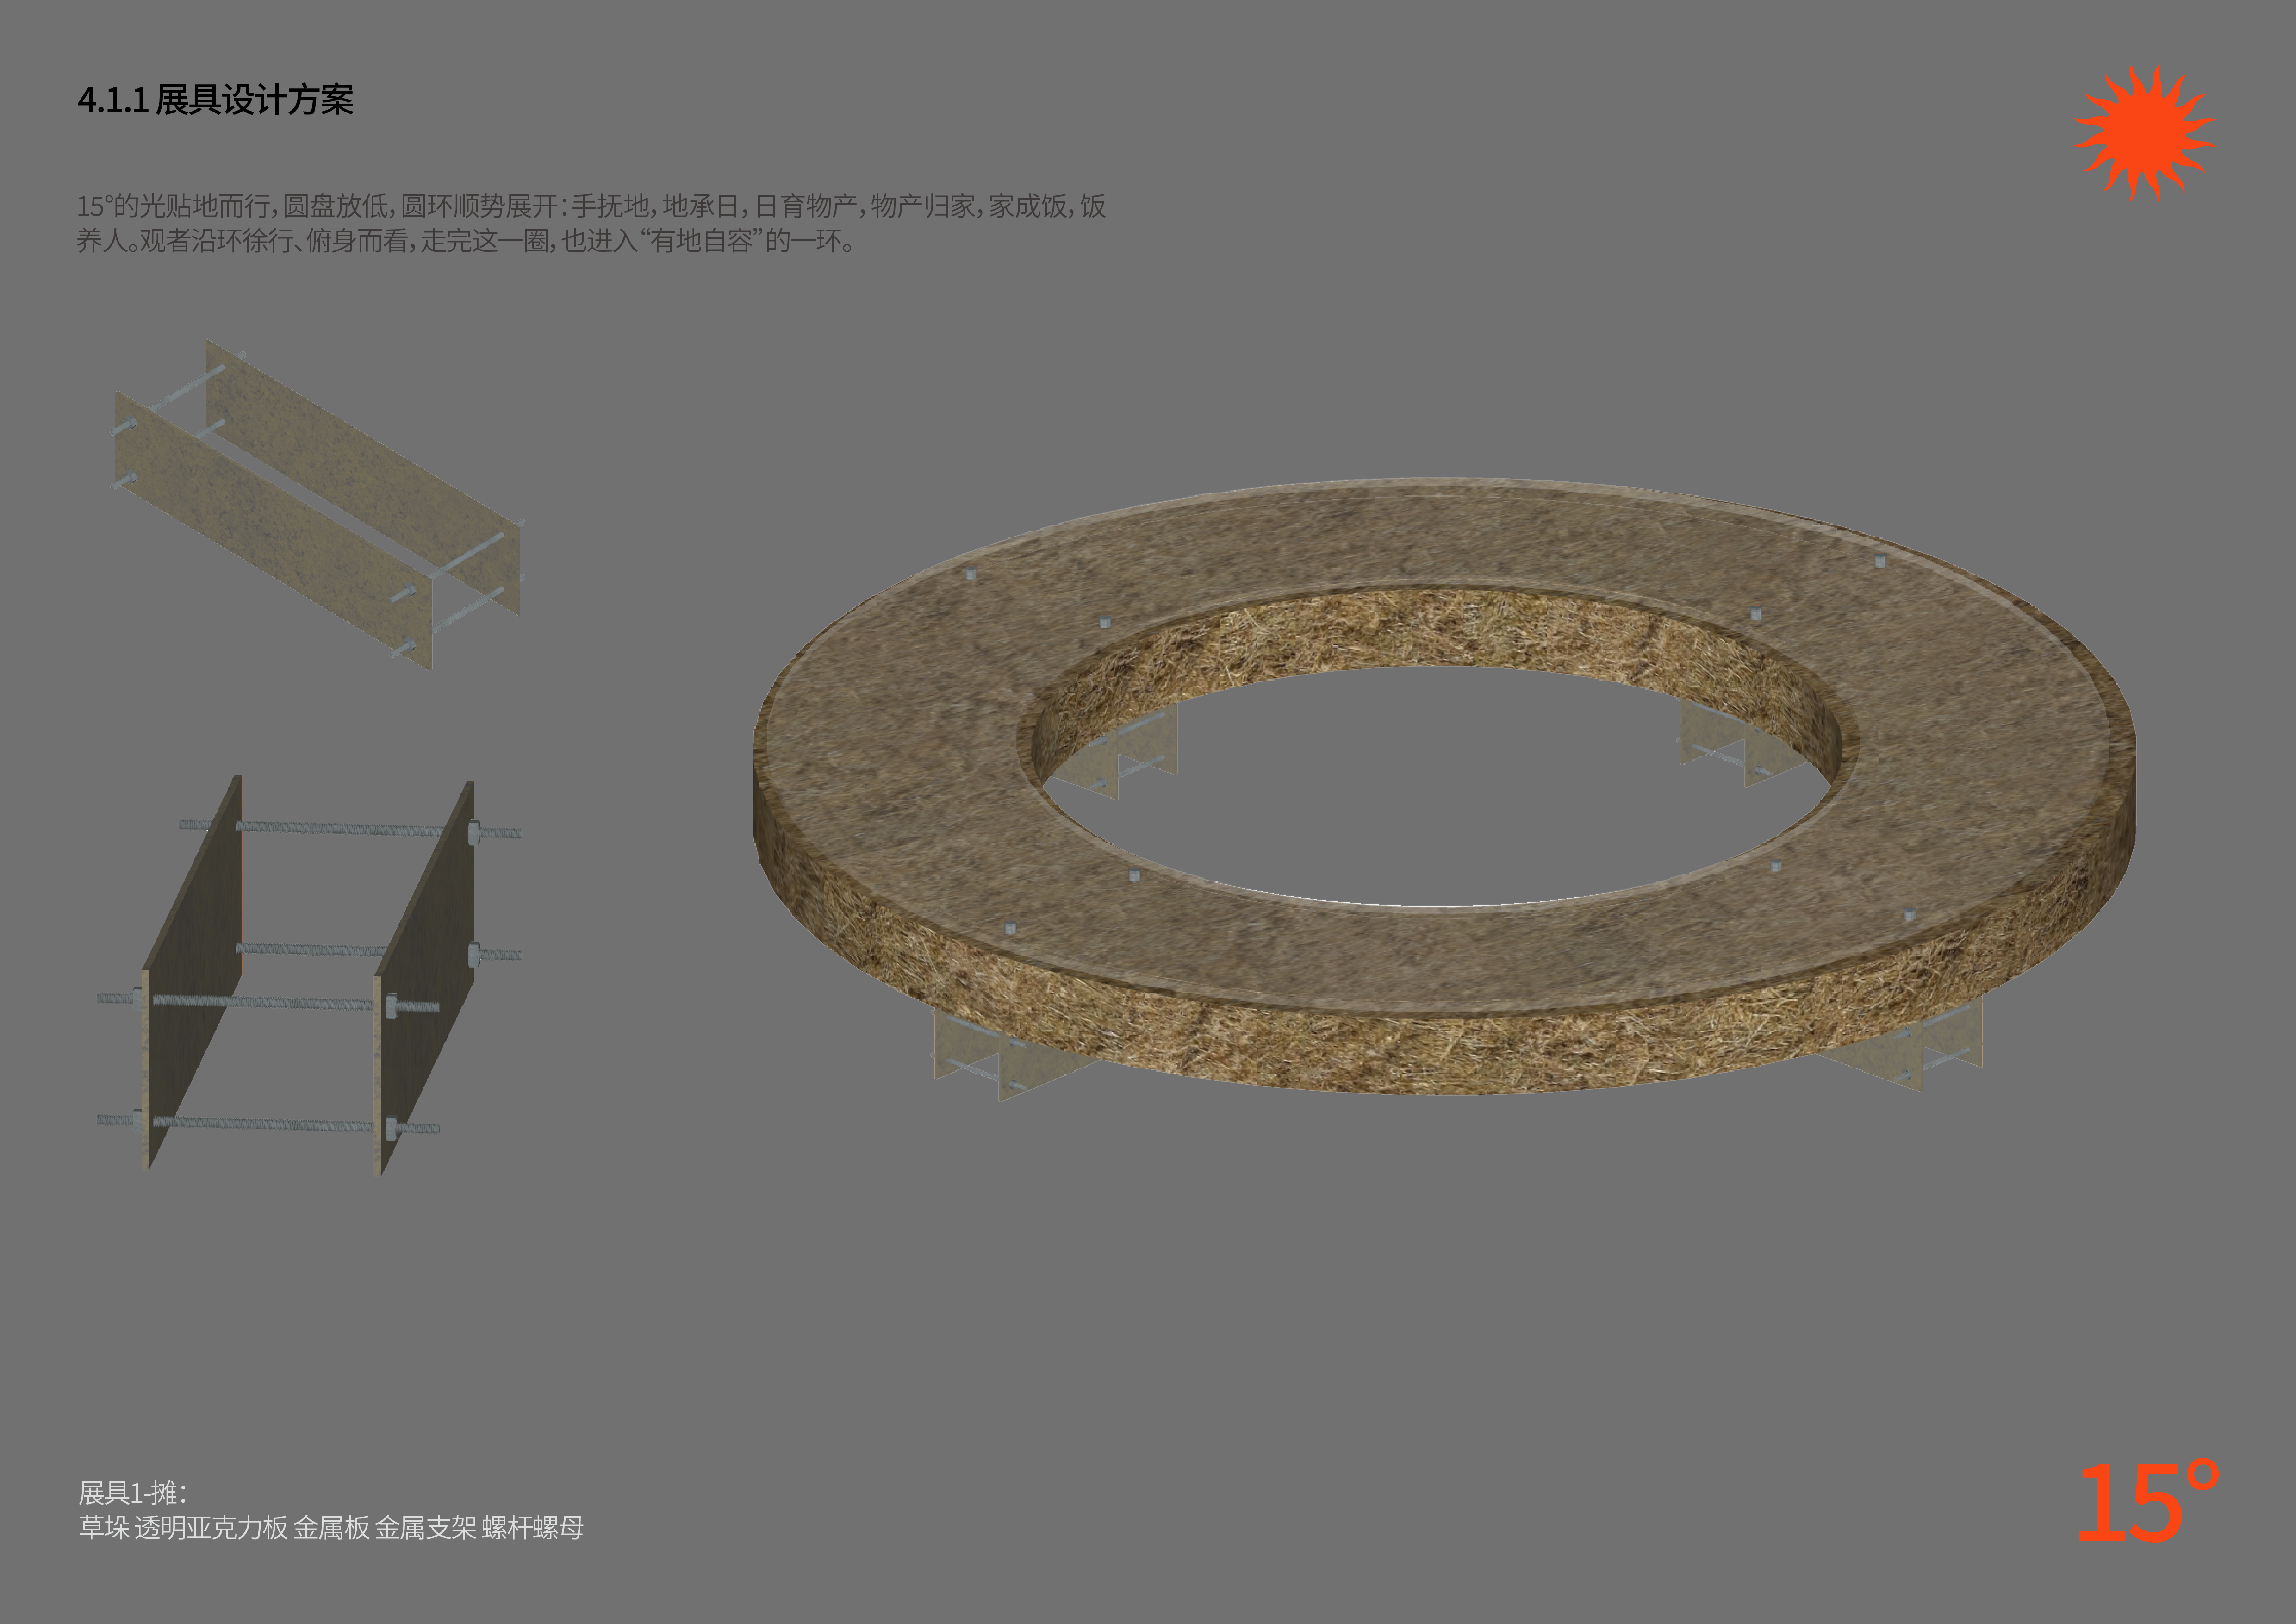 4.1.1 展具设计方案
15°的光贴地而行，圆盘放低，圆环顺势展开：手抚地，地承日，日育物产，物产归家，家成饭，饭
养人。观者沿环徐行、俯身而看，走完这一圈，也进入“有地自容”的一环。
展具1-摊：
草垛 透明亚克力板 金属板 金属支架 螺杆螺母
15°